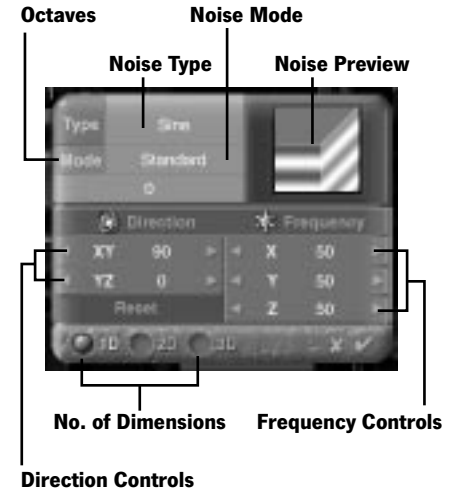 Octaves
Noise Mode
Noise Type
Noise Preview
Type Sine
Mode Standard
0
Direction Frequency
XY 90 X 50
YZ 0 Y 50
Reset Z 50
1D 2D 3D
No. of Dimensions
Frequency Controls
Direction Controls